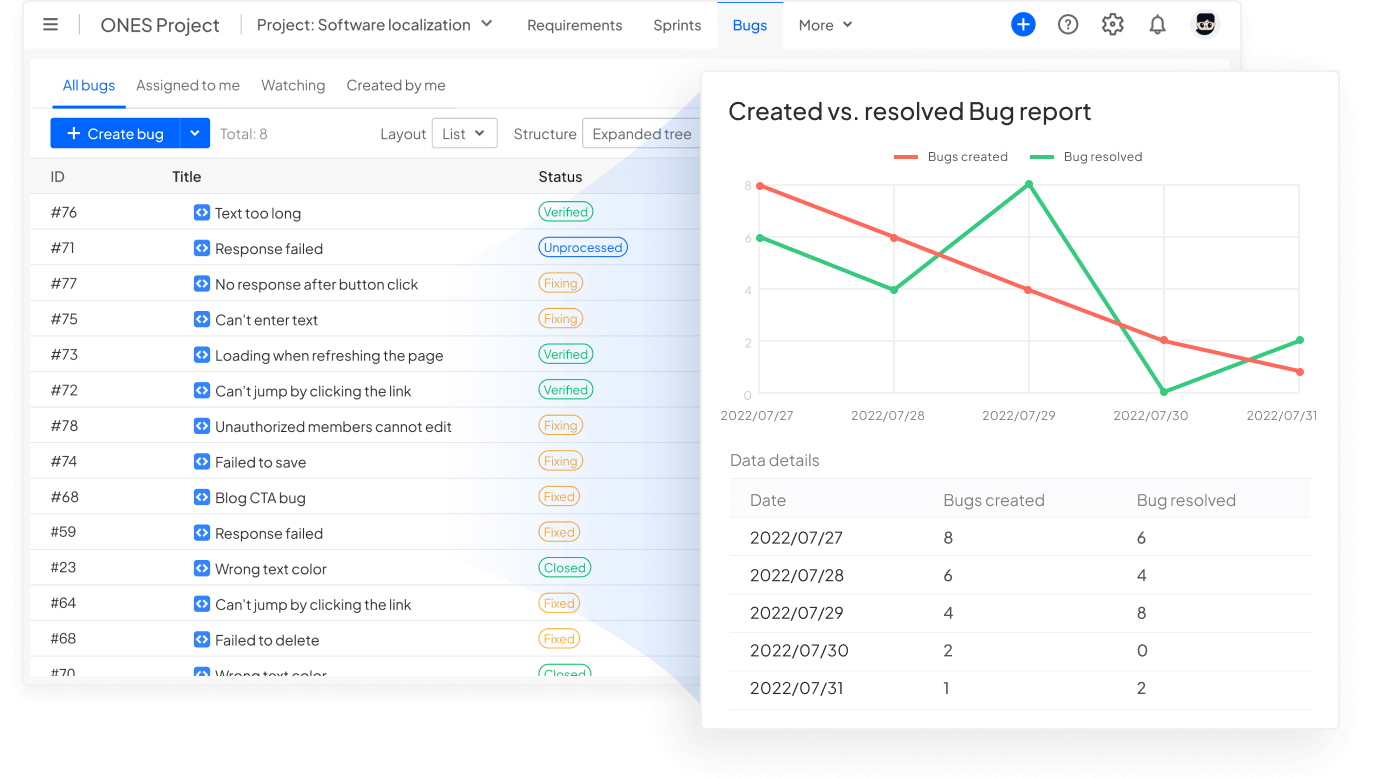 ONES Project Project: Software localization Requirements Sprints Bugs More
All bugs Assigned to me Watching Created by me
Create bug Total: 8 Layout List Structure Expanded tree
ID Title Status
#76 Text too long Verified
#71 Response failed Unprocessed
#77 No response after button click Fixing
#75 Can't enter text Fixing
#73 Loading when refreshing the page Verified
#72 Can't jump by clicking the link Verified
#78 Unauthorized members cannot edit Fixing
#74 Failed to save Fixing
#68 Blog CTA bug Fixed
#59 Response failed Fixed
#23 Wrong text color Closed
#64 Can't jump by clicking the link Fixed
#68 Failed to delete Fixed
#70 Wrong text color Closed
Created vs. resolved Bug report
Bugs created Bug resolved
8
6
4
2
0
2022/07/27 2022/07/28 2022/07/29 2022/07/30 2022/07/31
Data details
Date Bugs created Bug resolved
2022/07/27 8 6
2022/07/28 6 4
2022/07/29 4 8
2022/07/30 2 0
2022/07/31 1 2